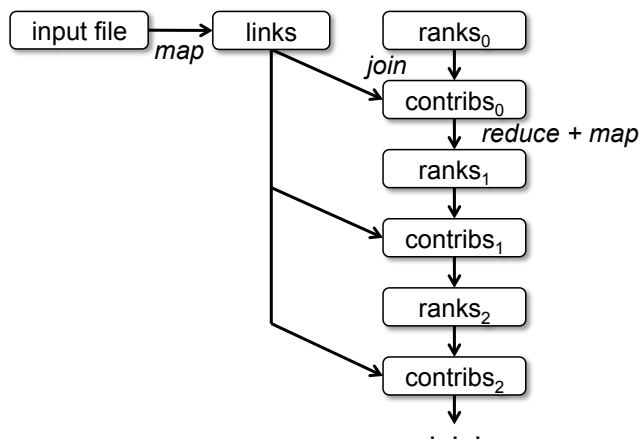 input file
links
ranks₀
map
join
contribs₀
reduce + map
ranks₁
contribs₁
ranks₂
contribs₂
. . .